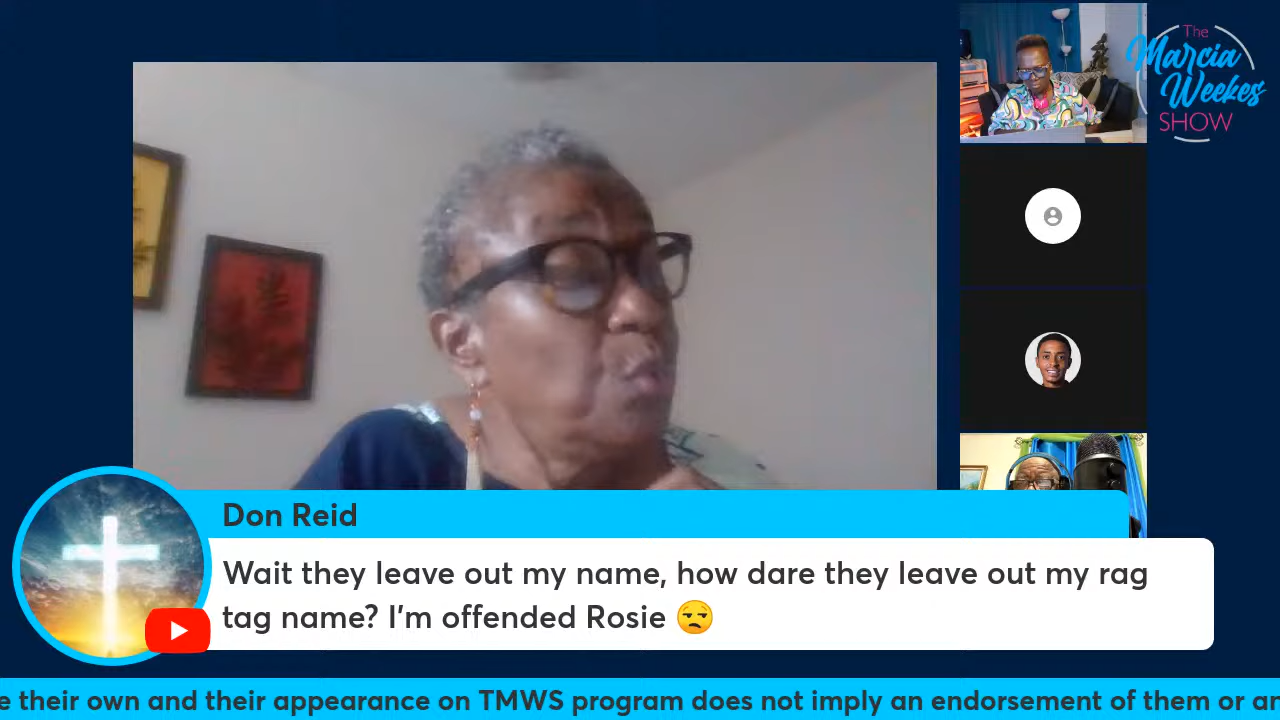 The
Marcia
Weekes
SHOW
Don Reid
Wait they leave out my name, how dare they leave out my rag
tag name? I'm offended Rosie 😒
e their own and their appearance on TMWS program does not imply an endorsement of them or an